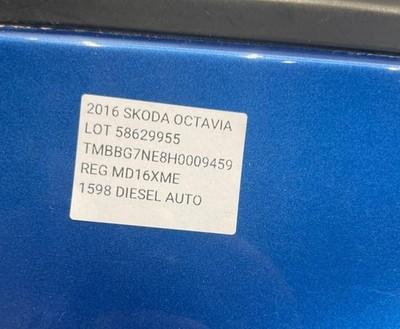 2016 SKODA OCTAVIA
LOT 58629955
TMBBG7NE8H0009459
REG MD16XME
1598 DIESEL AUTO